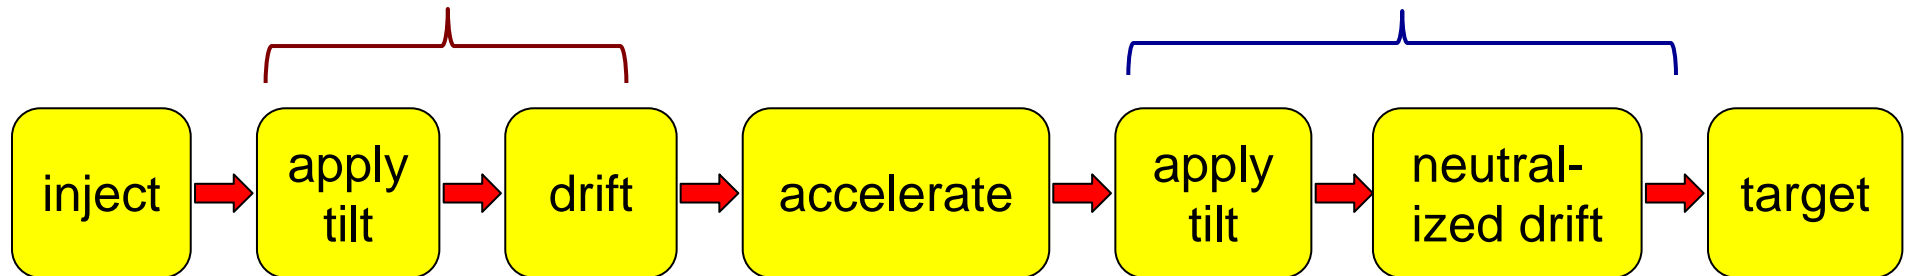 inject
apply
tilt
drift
accelerate
apply
tilt
neutral-
ized drift
target